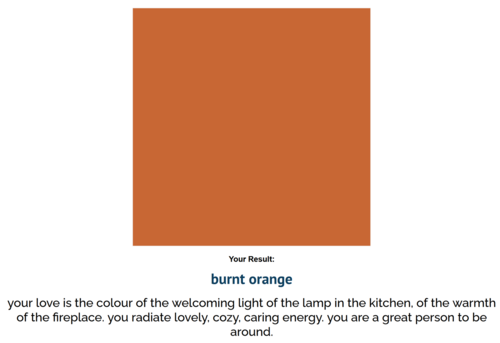 Your Result:
burnt orange
your love is the colour of the welcoming light of the lamp in the kitchen, of the warmth
of the fireplace. you radiate lovely, cozy, caring energy. you are a great person to be
around.